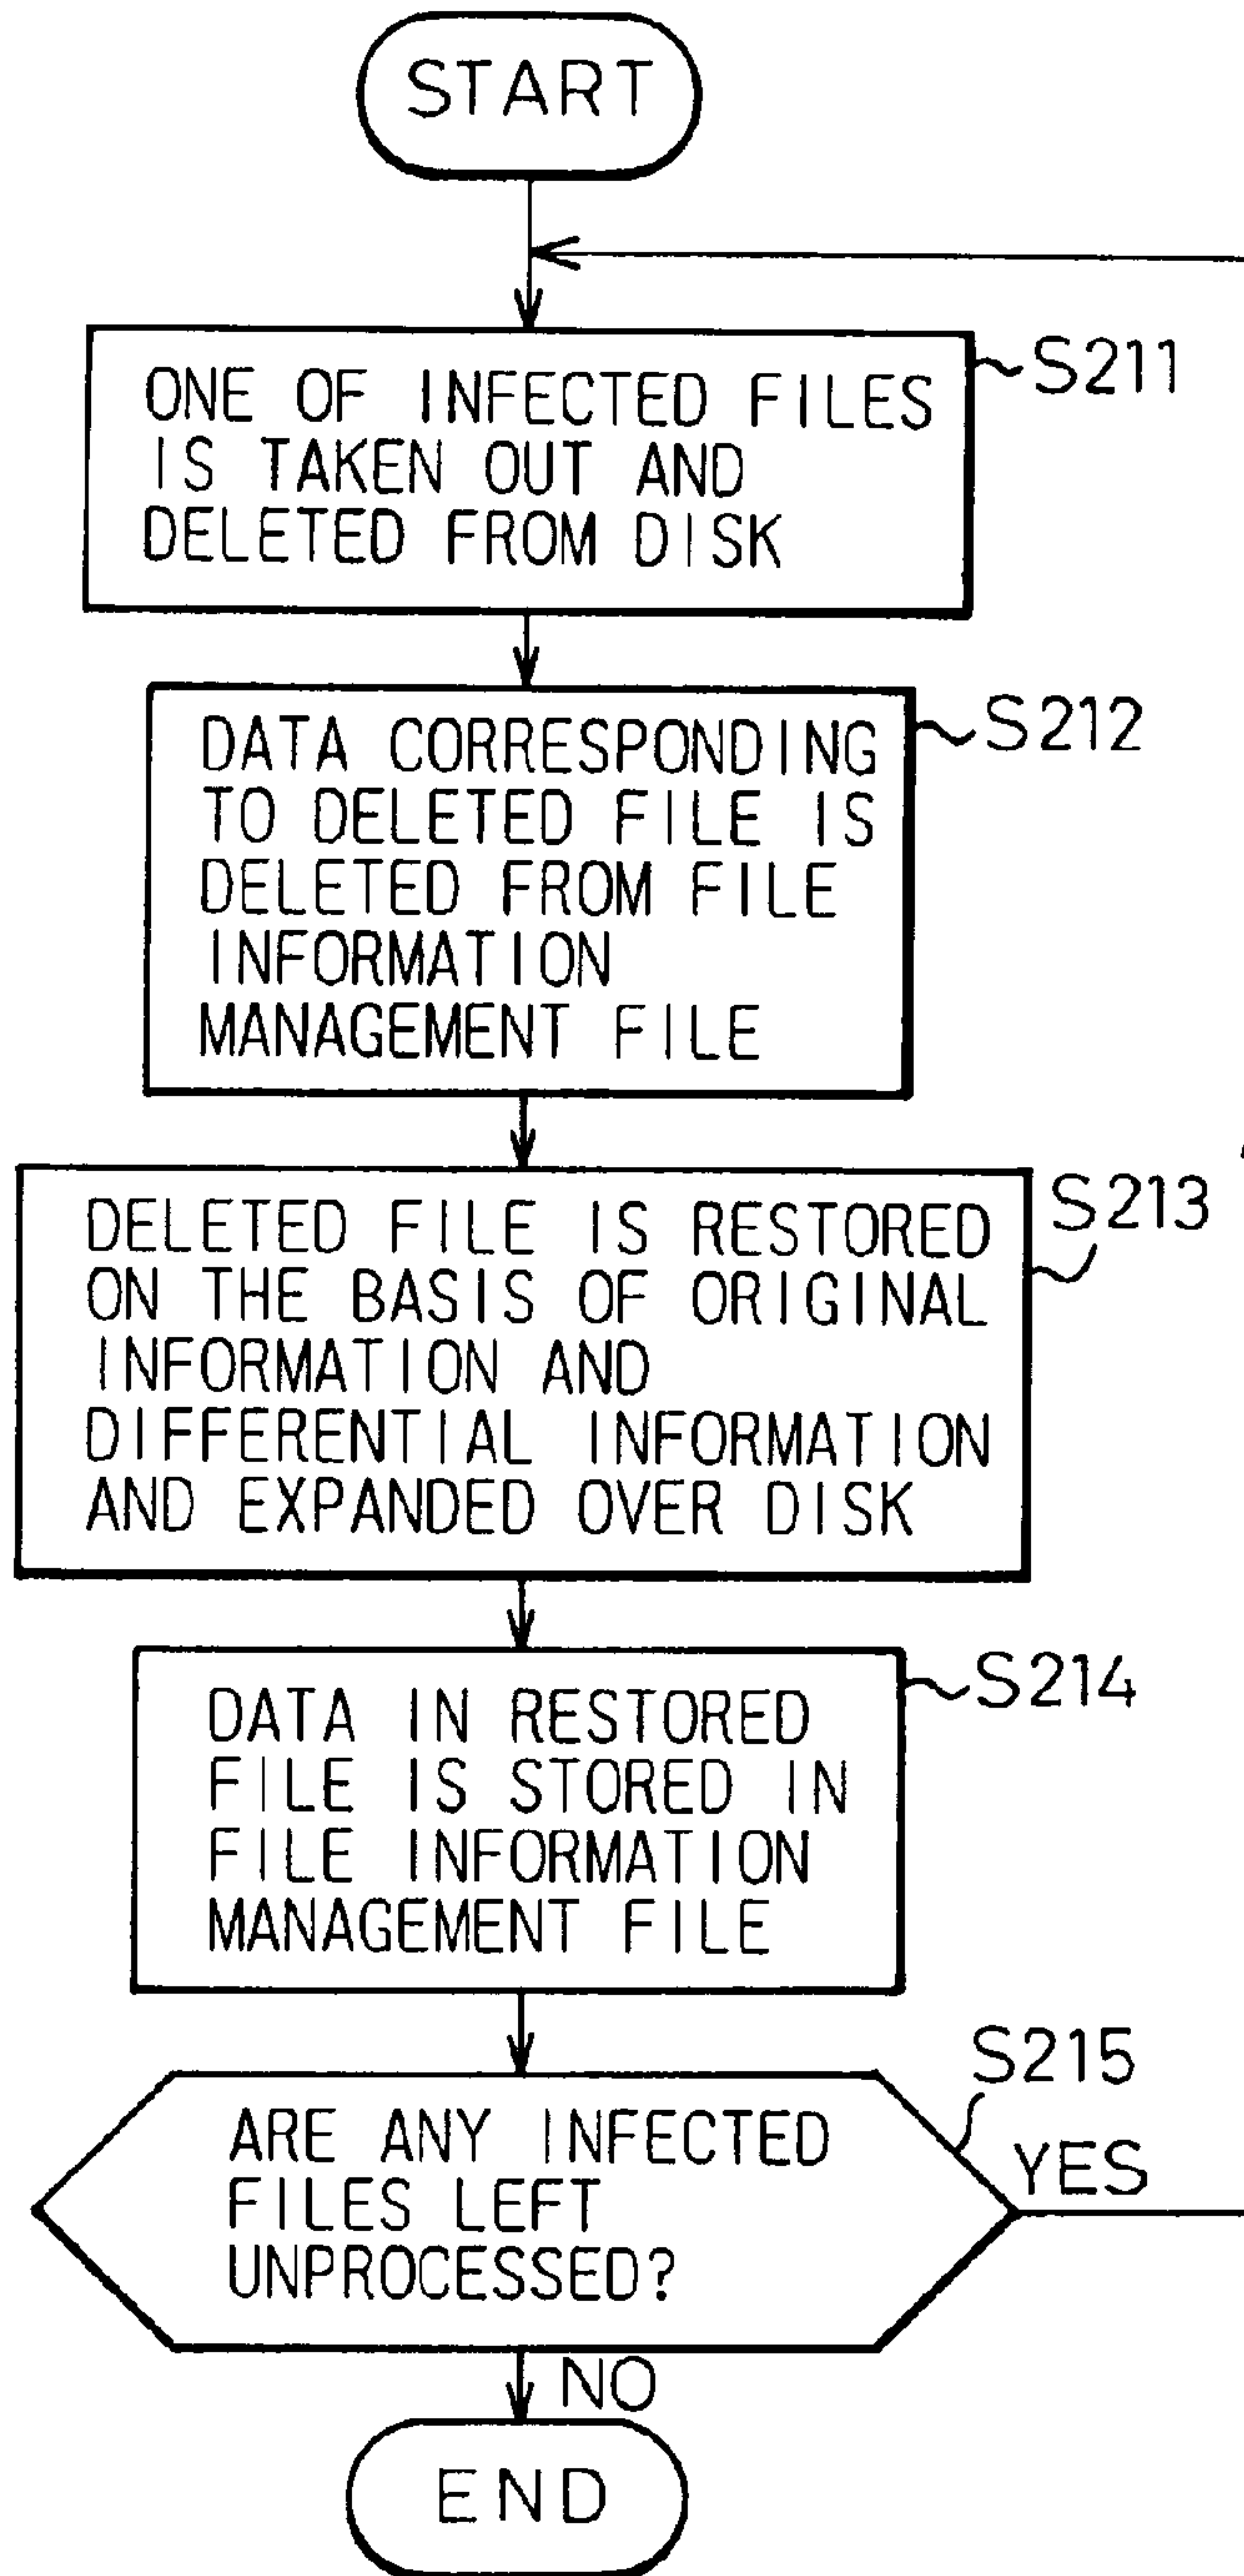 START
S211
ONE OF INFECTED FILES
IS TAKEN OUT AND
DELETED FROM DISK
S212
DATA CORRESPONDING
TO DELETED FILE IS
DELETED FROM FILE
INFORMATION
MANAGEMENT FILE
S213
DELETED FILE IS RESTORED
ON THE BASIS OF ORIGINAL
INFORMATION AND
DIFFERENTIAL INFORMATION
AND EXPANDED OVER DISK
S214
DATA IN RESTORED
FILE IS STORED IN
FILE INFORMATION
MANAGEMENT FILE
S215
ARE ANY INFECTED
FILES LEFT
UNPROCESSED?
YES
NO
END